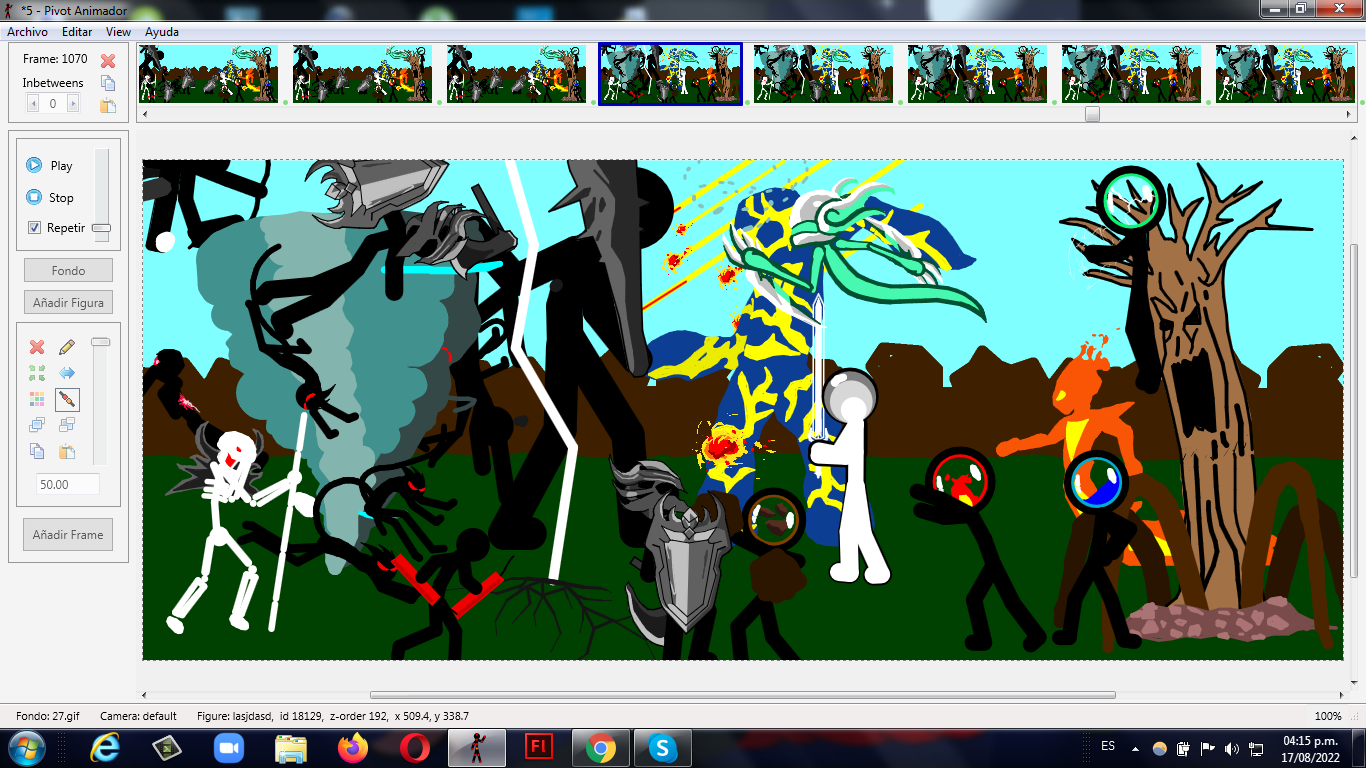 *5 - Pivot Animador
Archivo Editar View Ayuda
Frame: 1070
Inbetweens
0
Play
Stop
Repetir
Fondo
Añadir Figura
50.00
Añadir Frame
Fondo: 27.gif Camera: default Figure: lasjdasd, id 18129, z-order 192, x 509.4, y 338.7 100%
Fl
ES
04:15 p.m.
17/08/2022